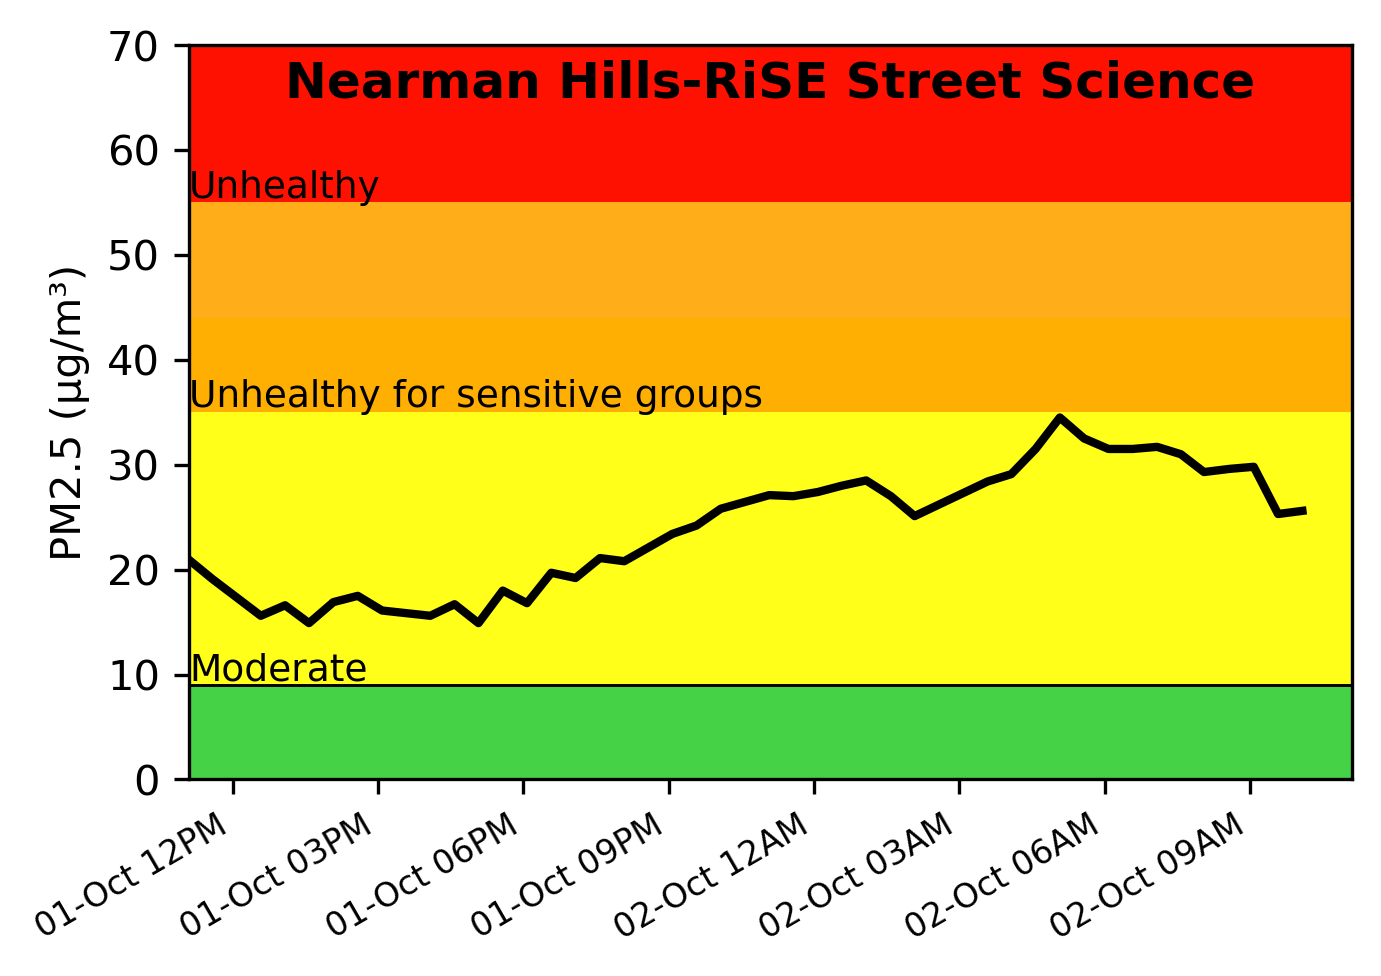 Nearman Hills-RiSE Street Science
70
60
Unhealthy
50
40
Unhealthy for sensitive groups
30
20
10
Moderate
0
PM2.5 (μg/m³)
01-Oct 12PM
01-Oct 03PM
01-Oct 06PM
01-Oct 09PM
02-Oct 12AM
02-Oct 03AM
02-Oct 06AM
02-Oct 09AM